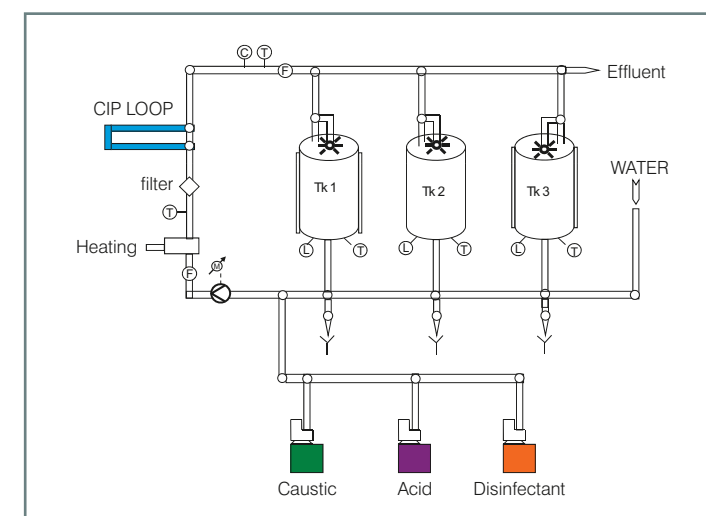 C T
F
Effluent
CIP LOOP
WATER
filter
Tk 1 Tk 2 Tk 3
T
Heating
L T L T L T
M
F
Caustic Acid Disinfectant